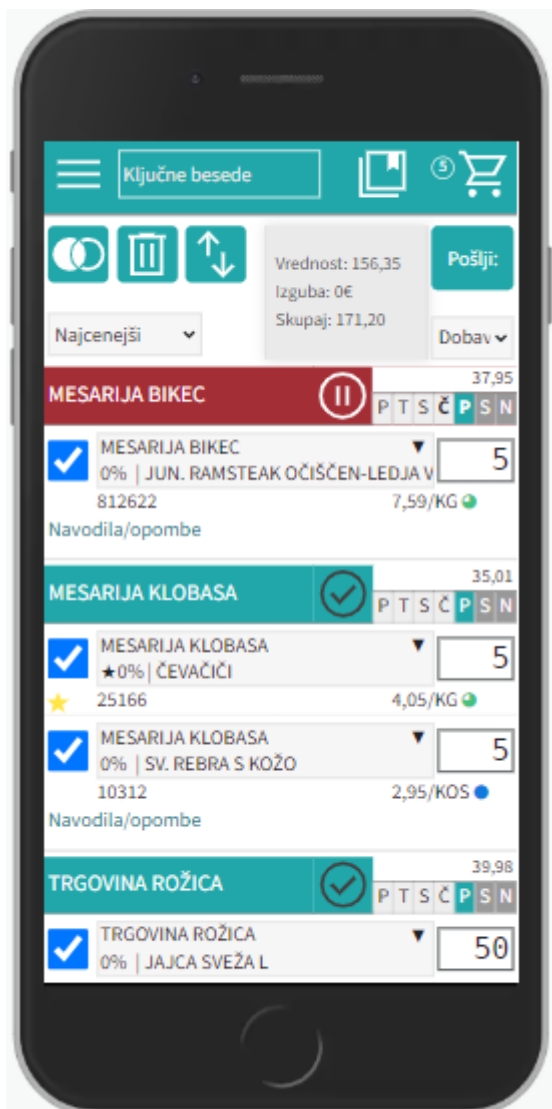 Ključne besede
5
Vrednost: 156,35
Izguba: 0€
Skupaj: 171,20
Pošlji:
Najcenejši
Dobav
MESARIJA BIKEC
37,95
P T S Č P S N
MESARIJA BIKEC
0% | JUN. RAMSTEAK OČIŠČEN-LEDJA V
5
812622
7,59/KG
Navodila/opombe
MESARIJA KLOBASA
35,01
P T S Č P S N
MESARIJA KLOBASA
★0% | ČEVAČIČI
5
25166
4,05/KG
MESARIJA KLOBASA
0% | SV. REBRA S KOŽO
5
10312
2,95/KOS
Navodila/opombe
TRGOVINA ROŽICA
39,98
P T S Č P S N
TRGOVINA ROŽICA
0% | JAJCA SVEŽA L
50